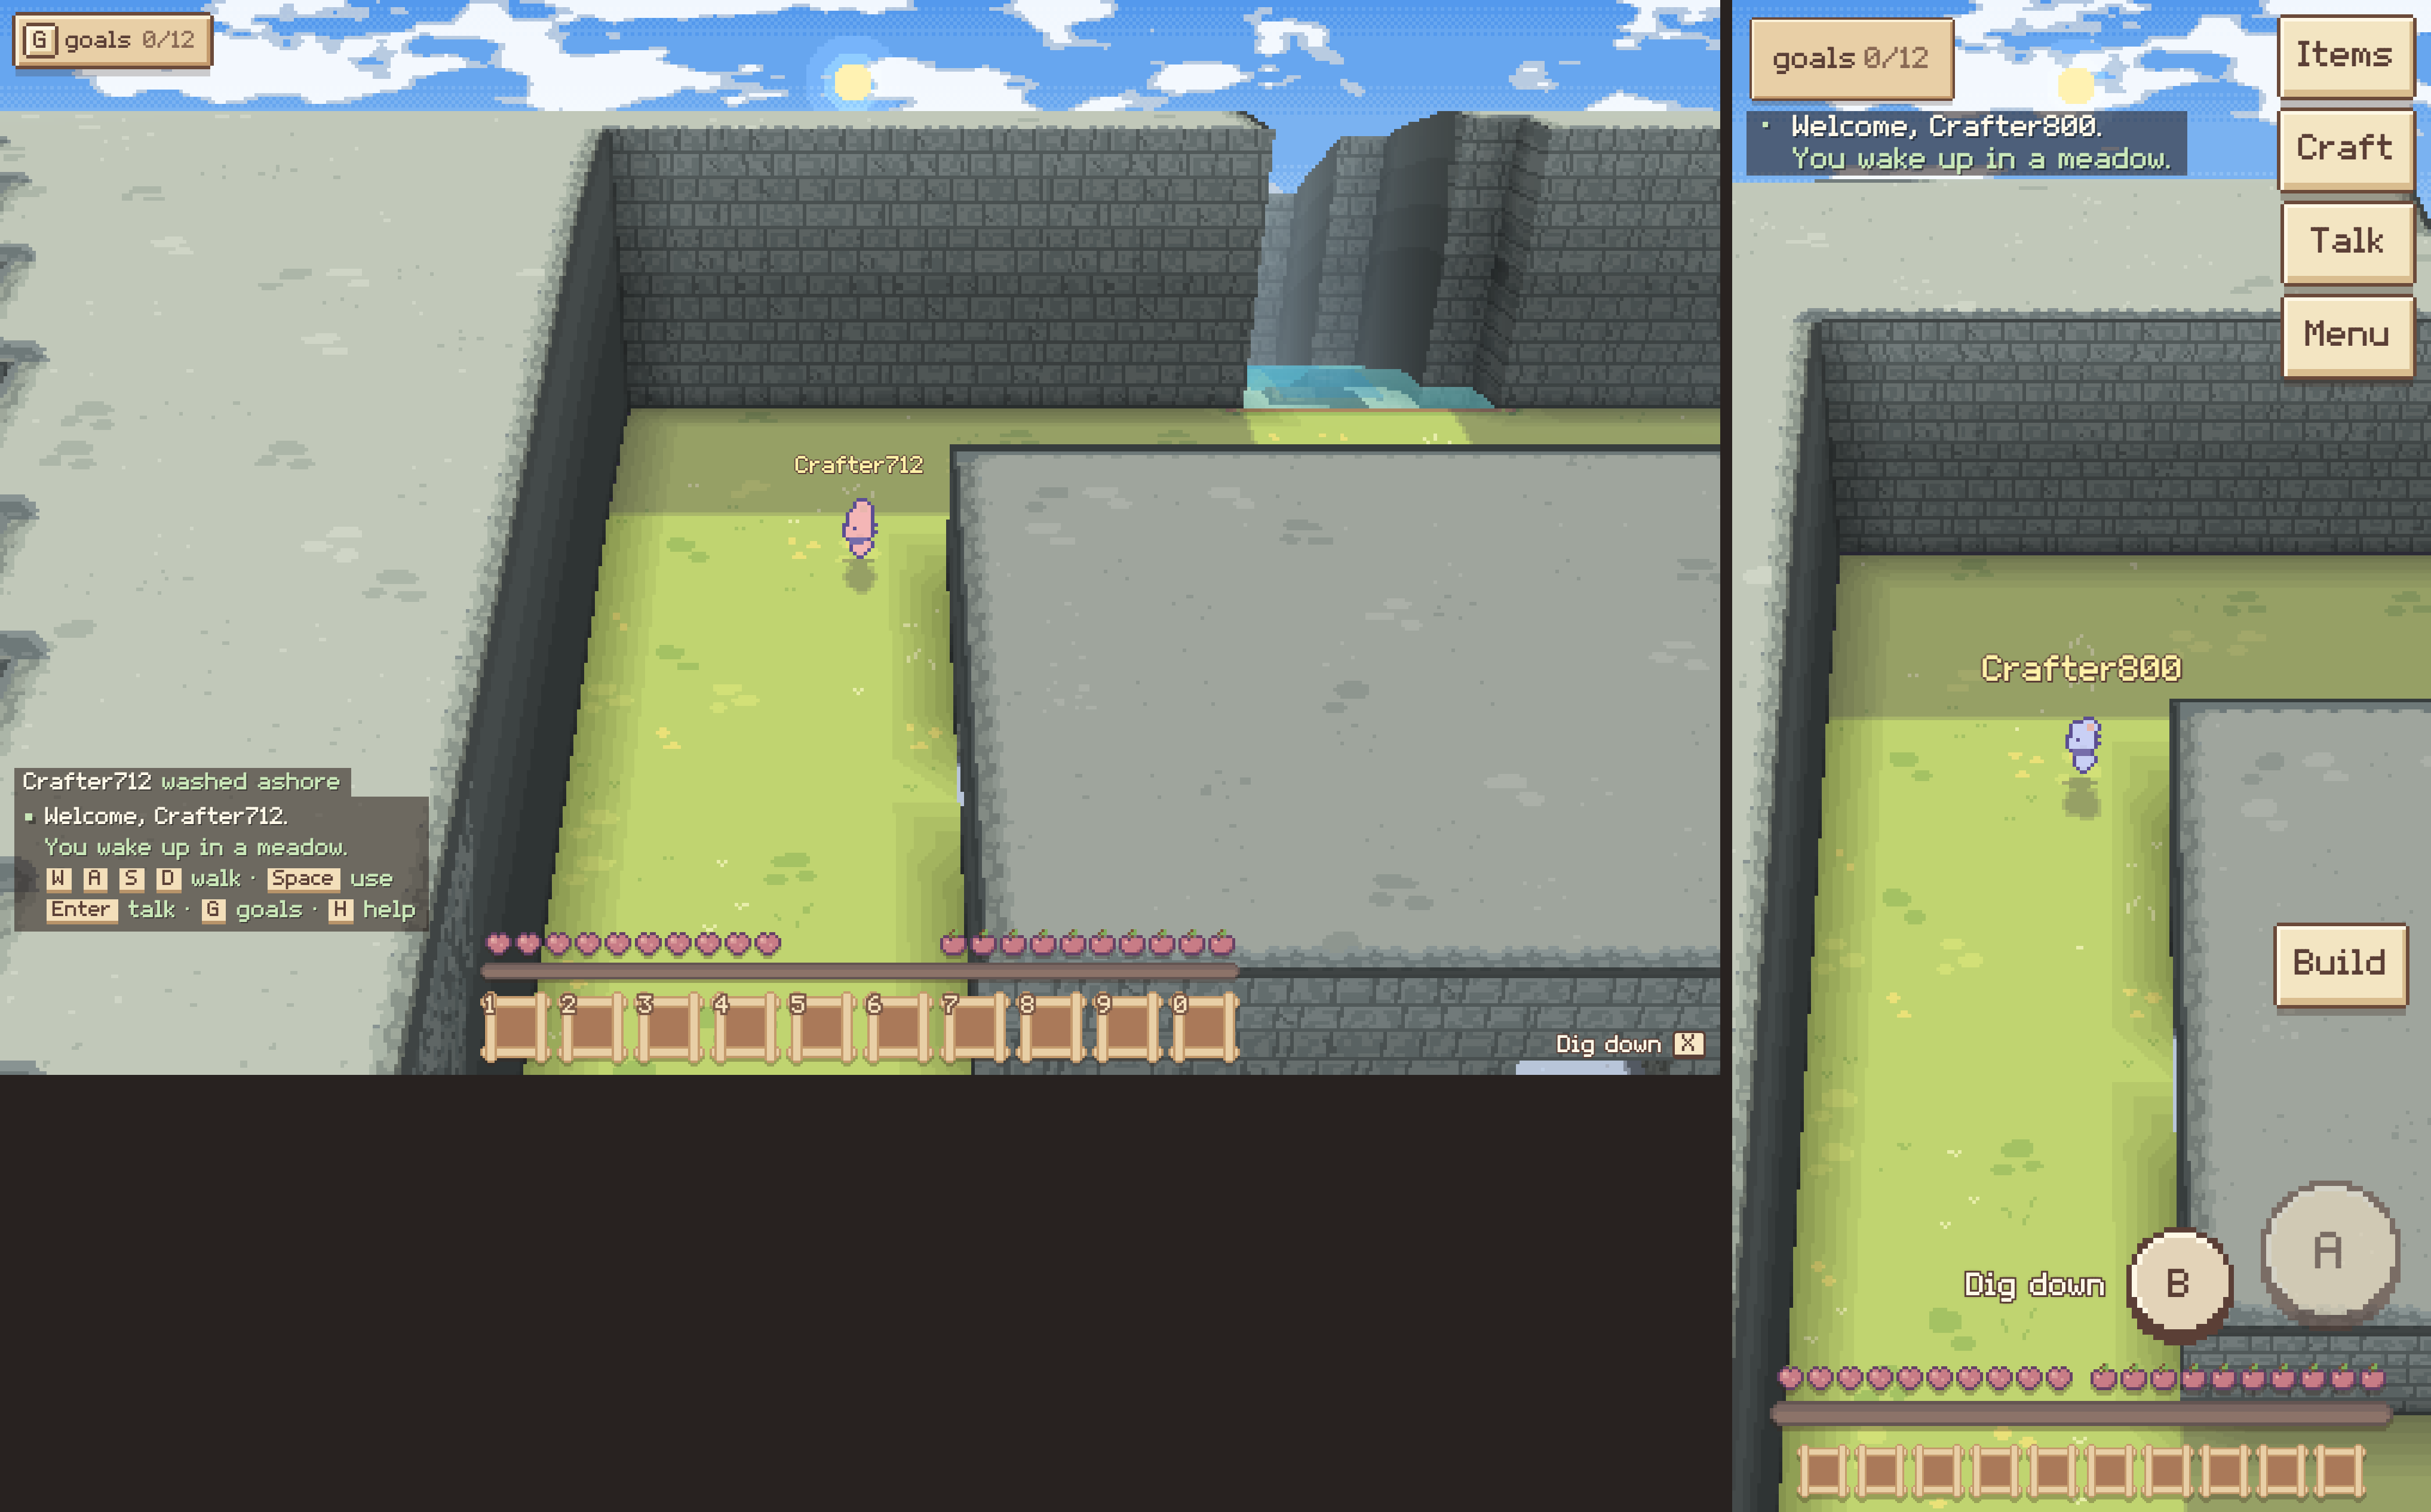 G goals 0/12
Crafter712
Crafter712 washed ashore
Welcome, Crafter712.
You wake up in a meadow.
W A S D walk · Space use
Enter talk · G goals · H help
1 2 3 4 5 6 7 8 9 0
Dig down X
goals 0/12
Welcome, Crafter800.
You wake up in a meadow.
Items
Craft
Talk
Menu
Crafter800
Build
A
Dig down B